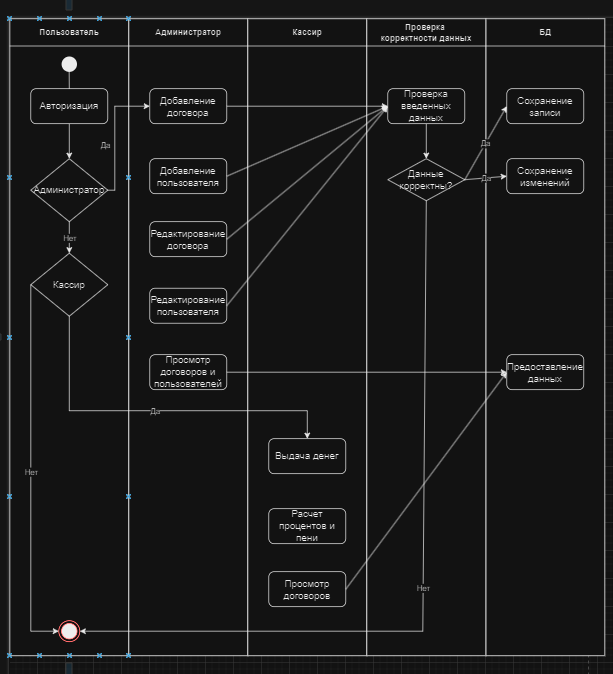 Пользователь
Администратор
Кассир
Проверка
корректности данных
БД
Авторизация
Добавление
договора
Проверка
введенных
данных
Сохранение
записи
Да
Да
Администратор
Добавление
пользователя
Данные
корректны?
Да
Сохранение
изменений
Нет
Редактирование
договора
Кассир
Редактирование
пользователя
Просмотр
договоров и
пользователей
Предоставление
данных
Да
Выдача денег
Нет
Расчет
процентов и
пени
Просмотр
договоров
Нет